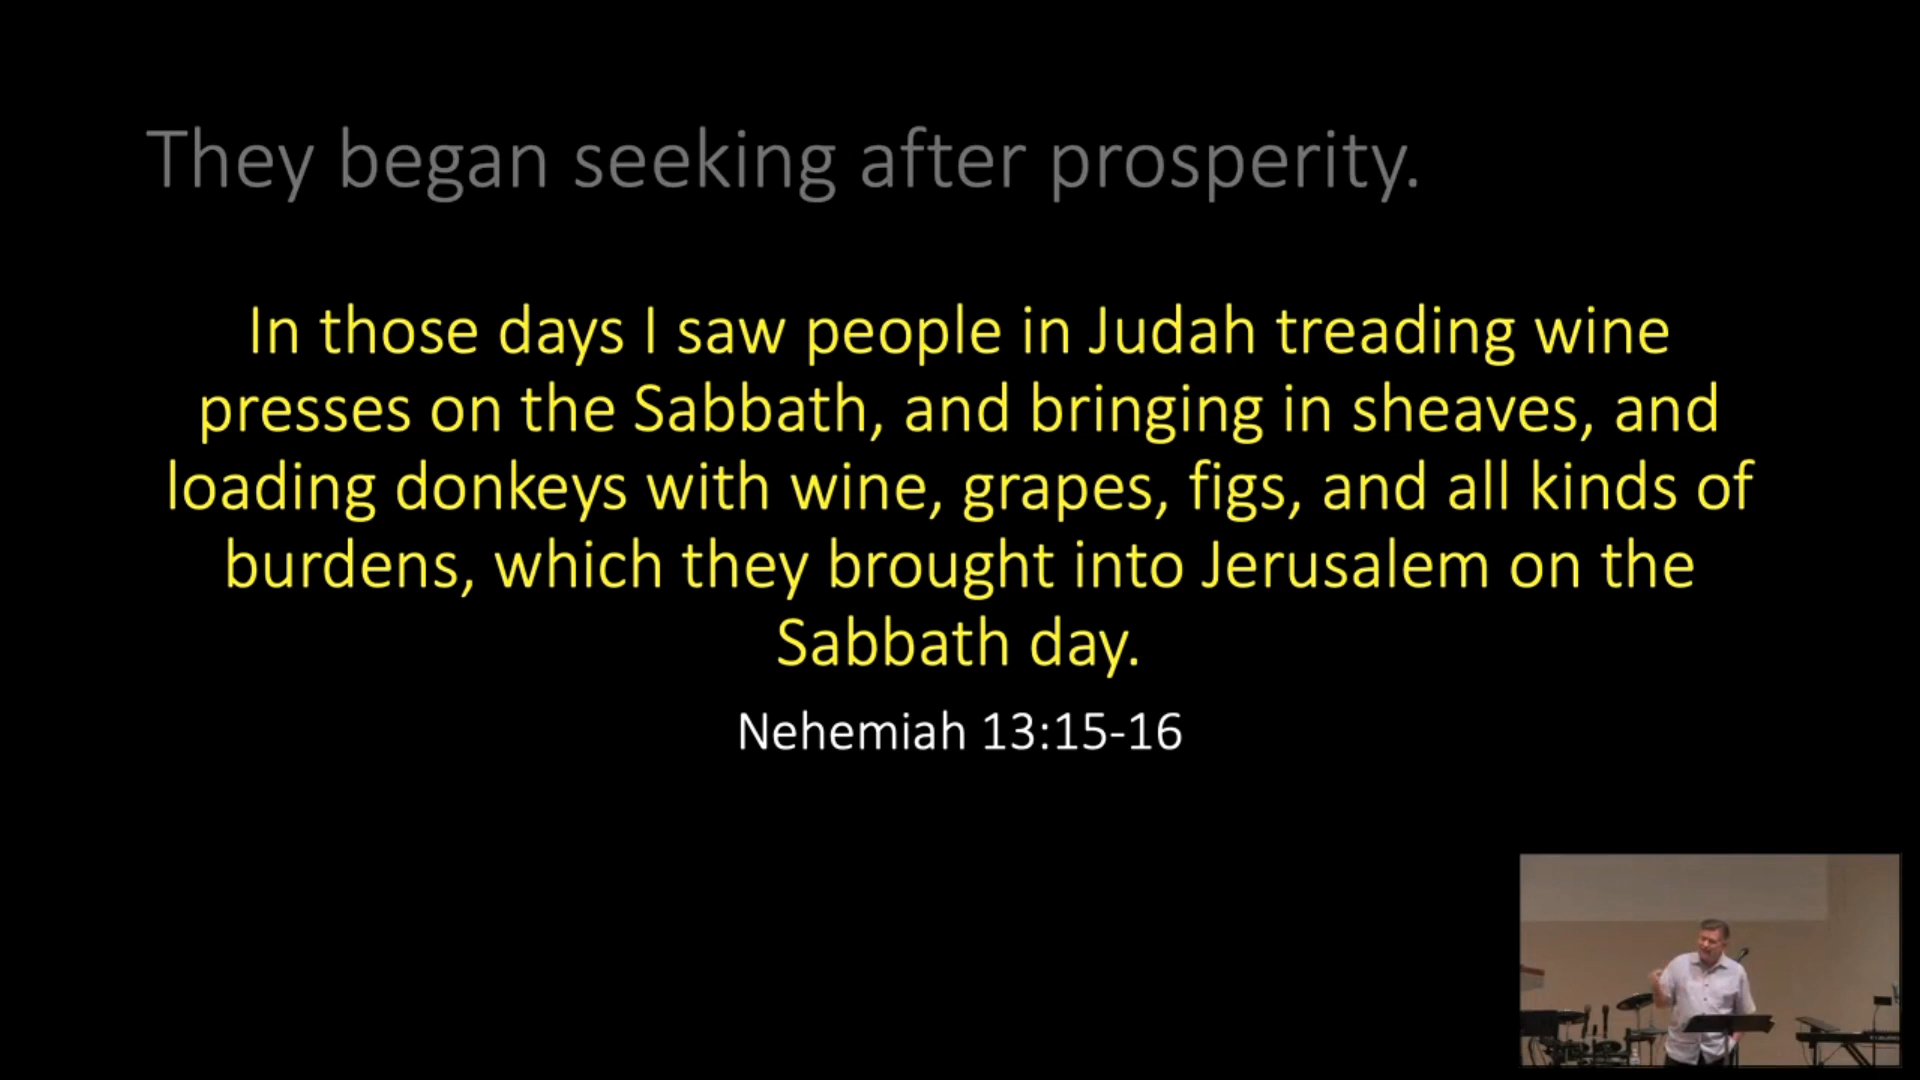 They began seeking after prosperity.
In those days I saw people in Judah treading wine
presses on the Sabbath, and bringing in sheaves, and
loading donkeys with wine, grapes, figs, and all kinds of
burdens, which they brought into Jerusalem on the
Sabbath day.
Nehemiah 13:15-16